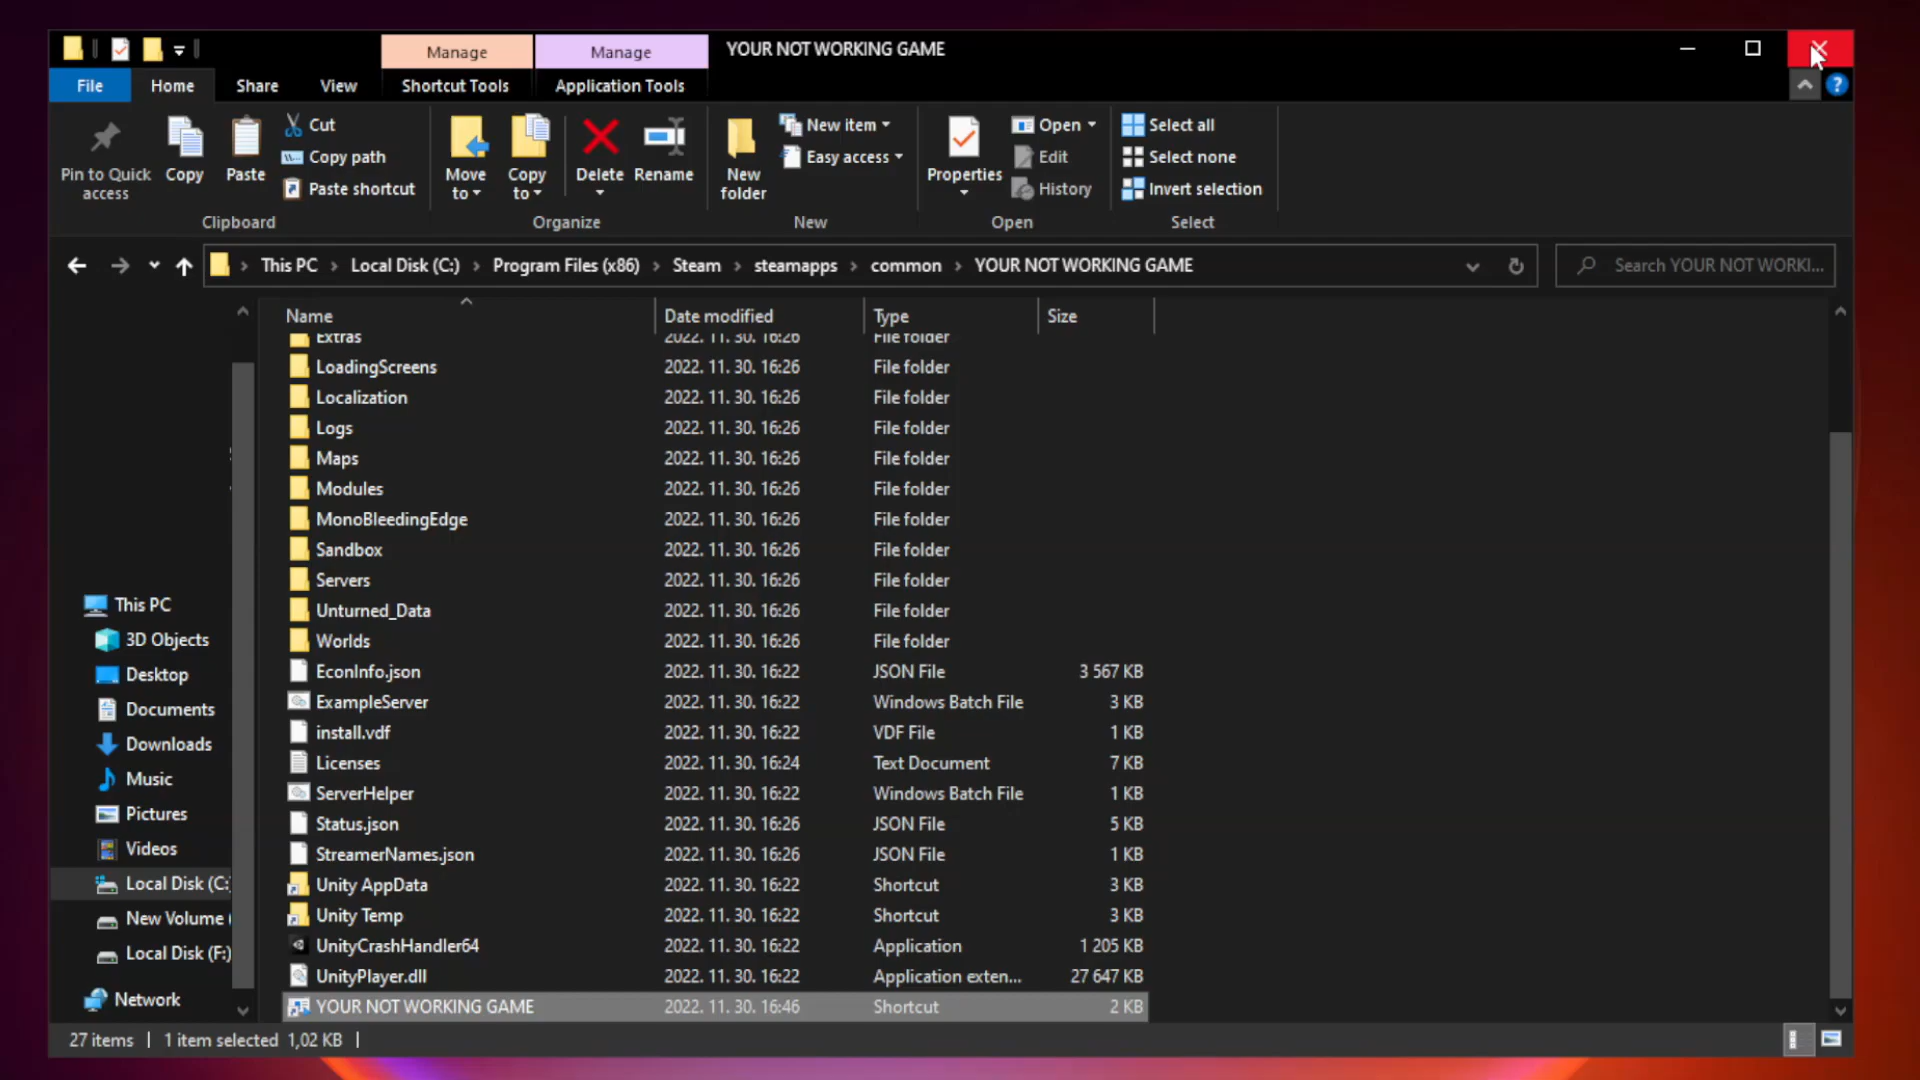 Manage Manage YOUR NOT WORKING GAME
File Home Share View Shortcut Tools Application Tools
Pin to Quick access
Copy
Paste
Cut
Copy path
Paste shortcut
Clipboard
Move to
Copy to
Delete
Rename
Organize
New folder
New item
Easy access
New
Properties
Open
Edit
History
Open
Select all
Select none
Invert selection
Select
This PC Local Disk (C:) Program Files (x86) Steam steamapps common YOUR NOT WORKING GAME
Search YOUR NOT WORKI...
This PC
3D Objects
Desktop
Documents
Downloads
Music
Pictures
Videos
Local Disk (C:)
New Volume (
Local Disk (F:)
Network
Name Date modified Type Size
Extras 2022. 11. 30. 16:26 File folder
LoadingScreens 2022. 11. 30. 16:26 File folder
Localization 2022. 11. 30. 16:26 File folder
Logs 2022. 11. 30. 16:26 File folder
Maps 2022. 11. 30. 16:26 File folder
Modules 2022. 11. 30. 16:26 File folder
MonoBleedingEdge 2022. 11. 30. 16:26 File folder
Sandbox 2022. 11. 30. 16:26 File folder
Servers 2022. 11. 30. 16:26 File folder
Unturned_Data 2022. 11. 30. 16:26 File folder
Worlds 2022. 11. 30. 16:26 File folder
EconInfo.json 2022. 11. 30. 16:22 JSON File 3 567 KB
ExampleServer 2022. 11. 30. 16:22 Windows Batch File 3 KB
install.vdf 2022. 11. 30. 16:22 VDF File 1 KB
Licenses 2022. 11. 30. 16:24 Text Document 7 KB
ServerHelper 2022. 11. 30. 16:22 Windows Batch File 1 KB
Status.json 2022. 11. 30. 16:26 JSON File 5 KB
StreamerNames.json 2022. 11. 30. 16:26 JSON File 1 KB
Unity AppData 2022. 11. 30. 16:22 Shortcut 3 KB
Unity Temp 2022. 11. 30. 16:22 Shortcut 3 KB
UnityCrashHandler64 2022. 11. 30. 16:22 Application 1 205 KB
UnityPlayer.dll 2022. 11. 30. 16:22 Application exten... 27 647 KB
YOUR NOT WORKING GAME 2022. 11. 30. 16:46 Shortcut 2 KB
27 items 1 item selected 1,02 KB